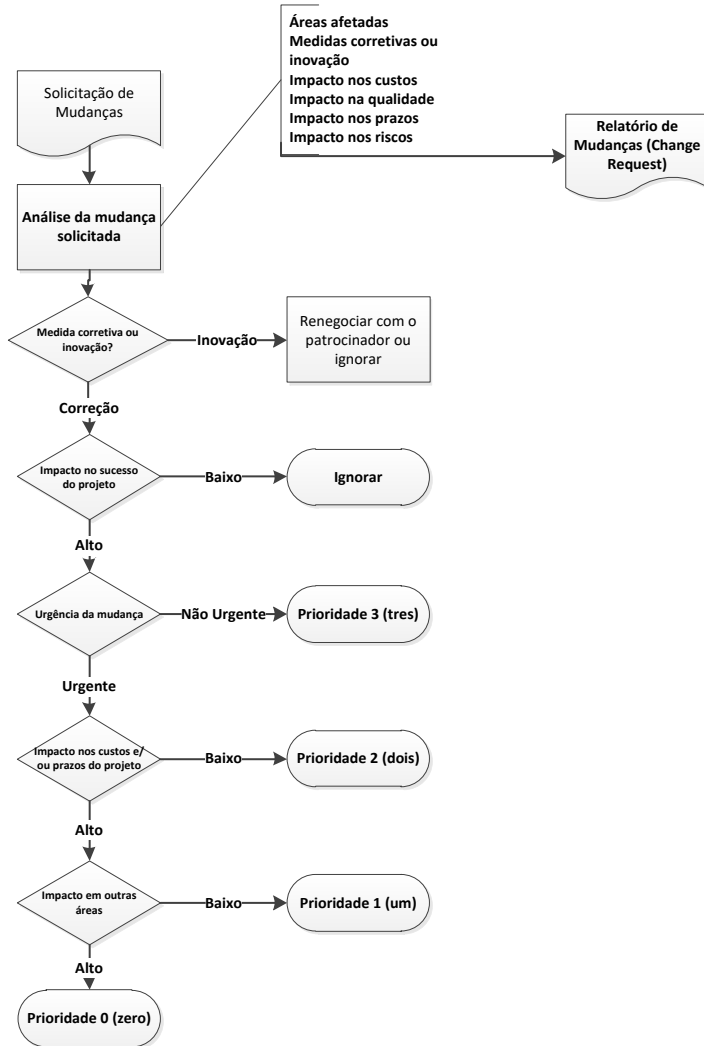 Áreas afetadas
Medidas corretivas ou
inovação
Impacto nos custos
Impacto na qualidade
Impacto nos prazos
Impacto nos riscos
Solicitação de
Mudanças
Relatório de
Mudanças (Change
Request)
Análise da mudança
solicitada
Medida corretiva ou
inovação?
Inovação
Renegociar com o
patrocinador ou
ignorar
Correção
Impacto no sucesso
do projeto
Baixo
Ignorar
Alto
Urgência da mudança
Não Urgente
Prioridade 3 (tres)
Urgente
Impacto nos custos e/
ou prazos do projeto
Baixo
Prioridade 2 (dois)
Alto
Impacto em outras
áreas
Baixo
Prioridade 1 (um)
Alto
Prioridade 0 (zero)